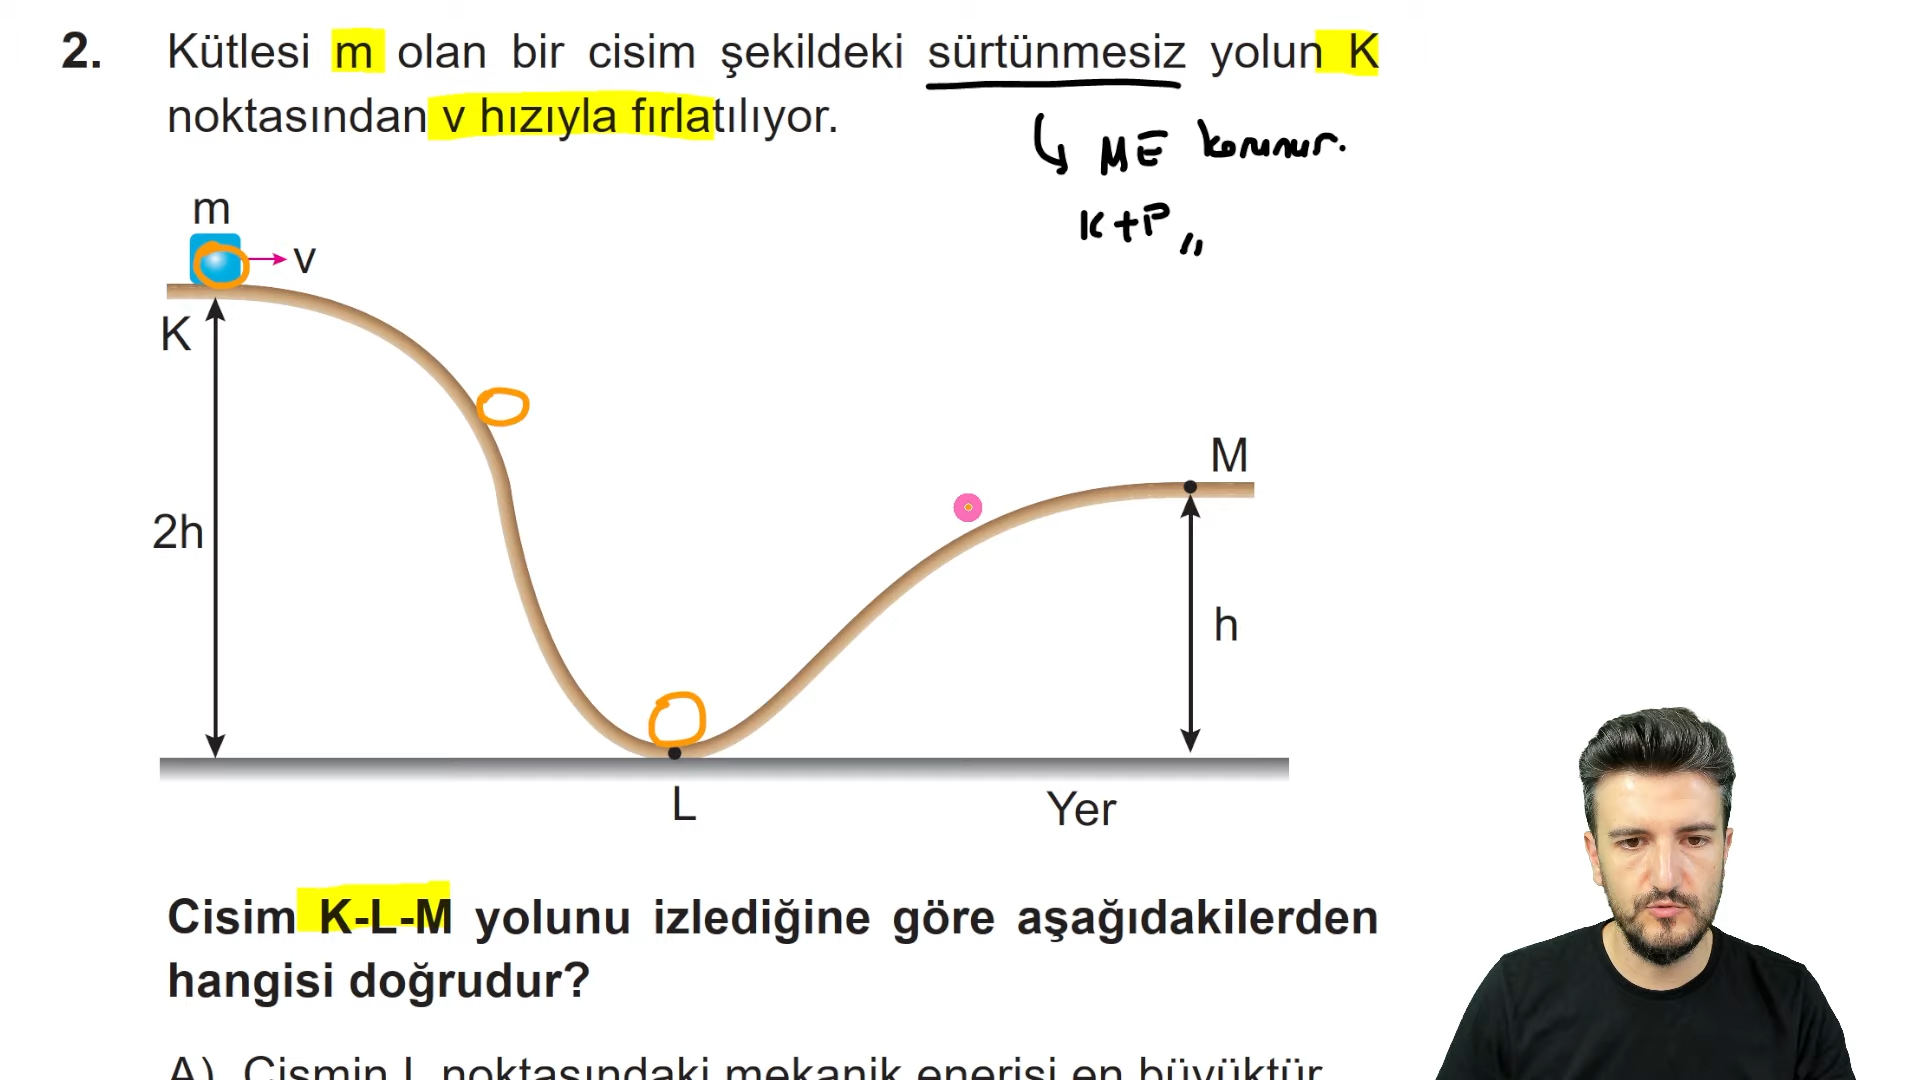 2. Kütlesi m olan bir cisim şekildeki sürtünmesiz yolun K
noktasından v hızıyla fırlatılıyor.
ME korunur.
K+P
m
v
K
M
2h
h
L
Yer
Cisim K-L-M yolunu izlediğine göre aşağıdakilerden
hangisi doğrudur?
A) Cismin L noktasındaki mekanik enerjisi en büyüktür.